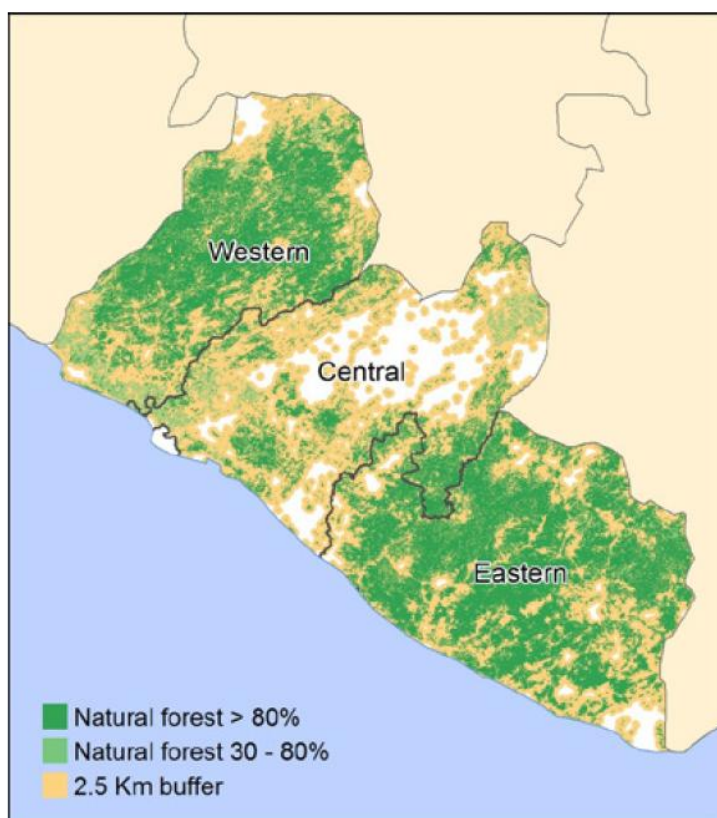 Western
Central
Eastern
Natural forest > 80%
Natural forest 30 - 80%
2.5 Km buffer